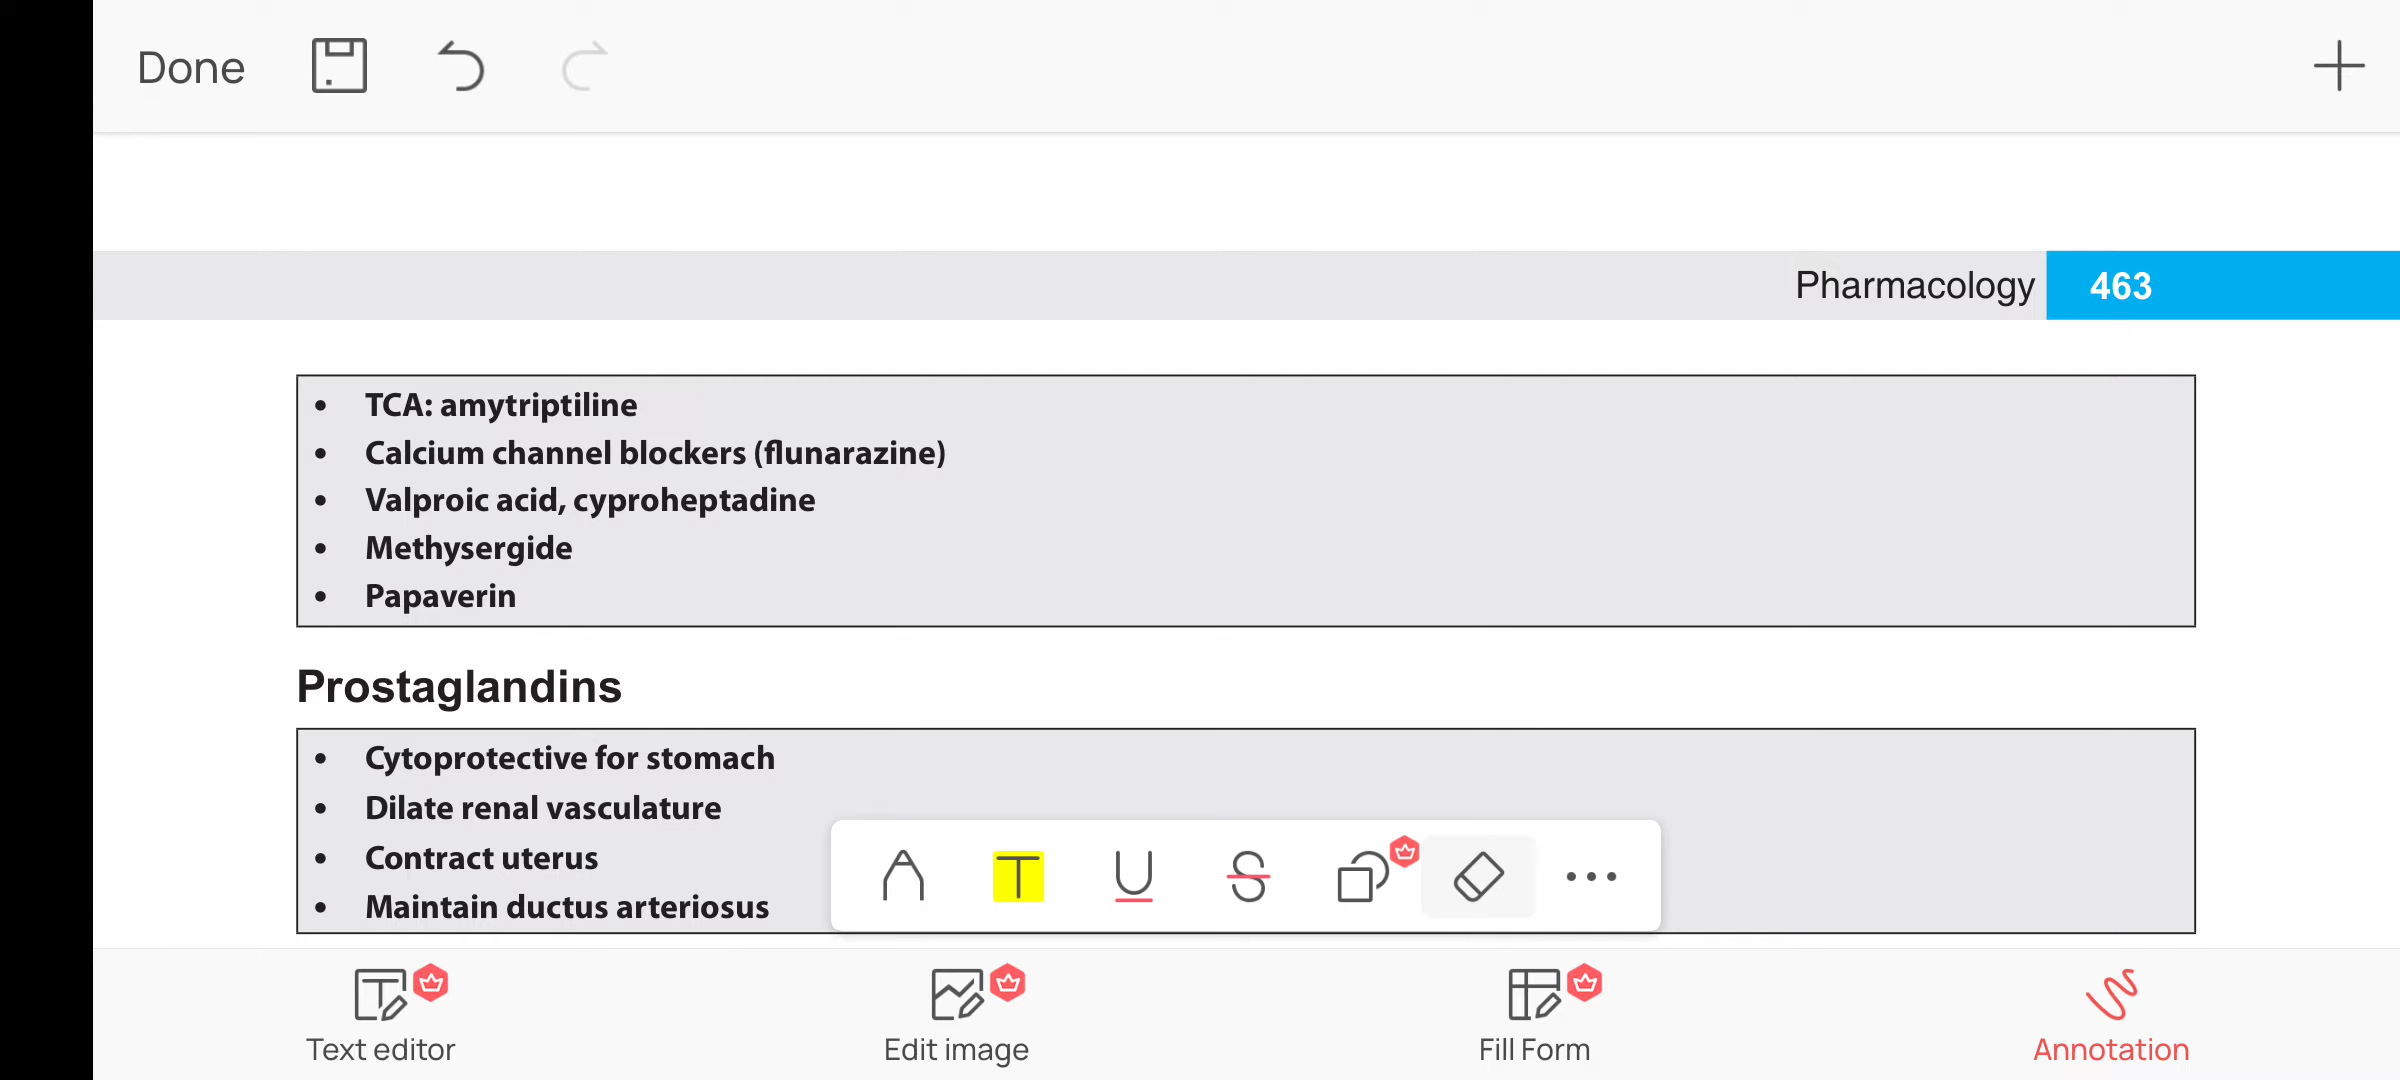 Done
Pharmacology 463
• TCA: amytriptiline
• Calcium channel blockers (flunarazine)
• Valproic acid, cyproheptadine
• Methysergide
• Papaverin
Prostaglandins
• Cytoprotective for stomach
• Dilate renal vasculature
• Contract uterus
• Maintain ductus arteriosus
T U S
Text editor Edit image Fill Form Annotation